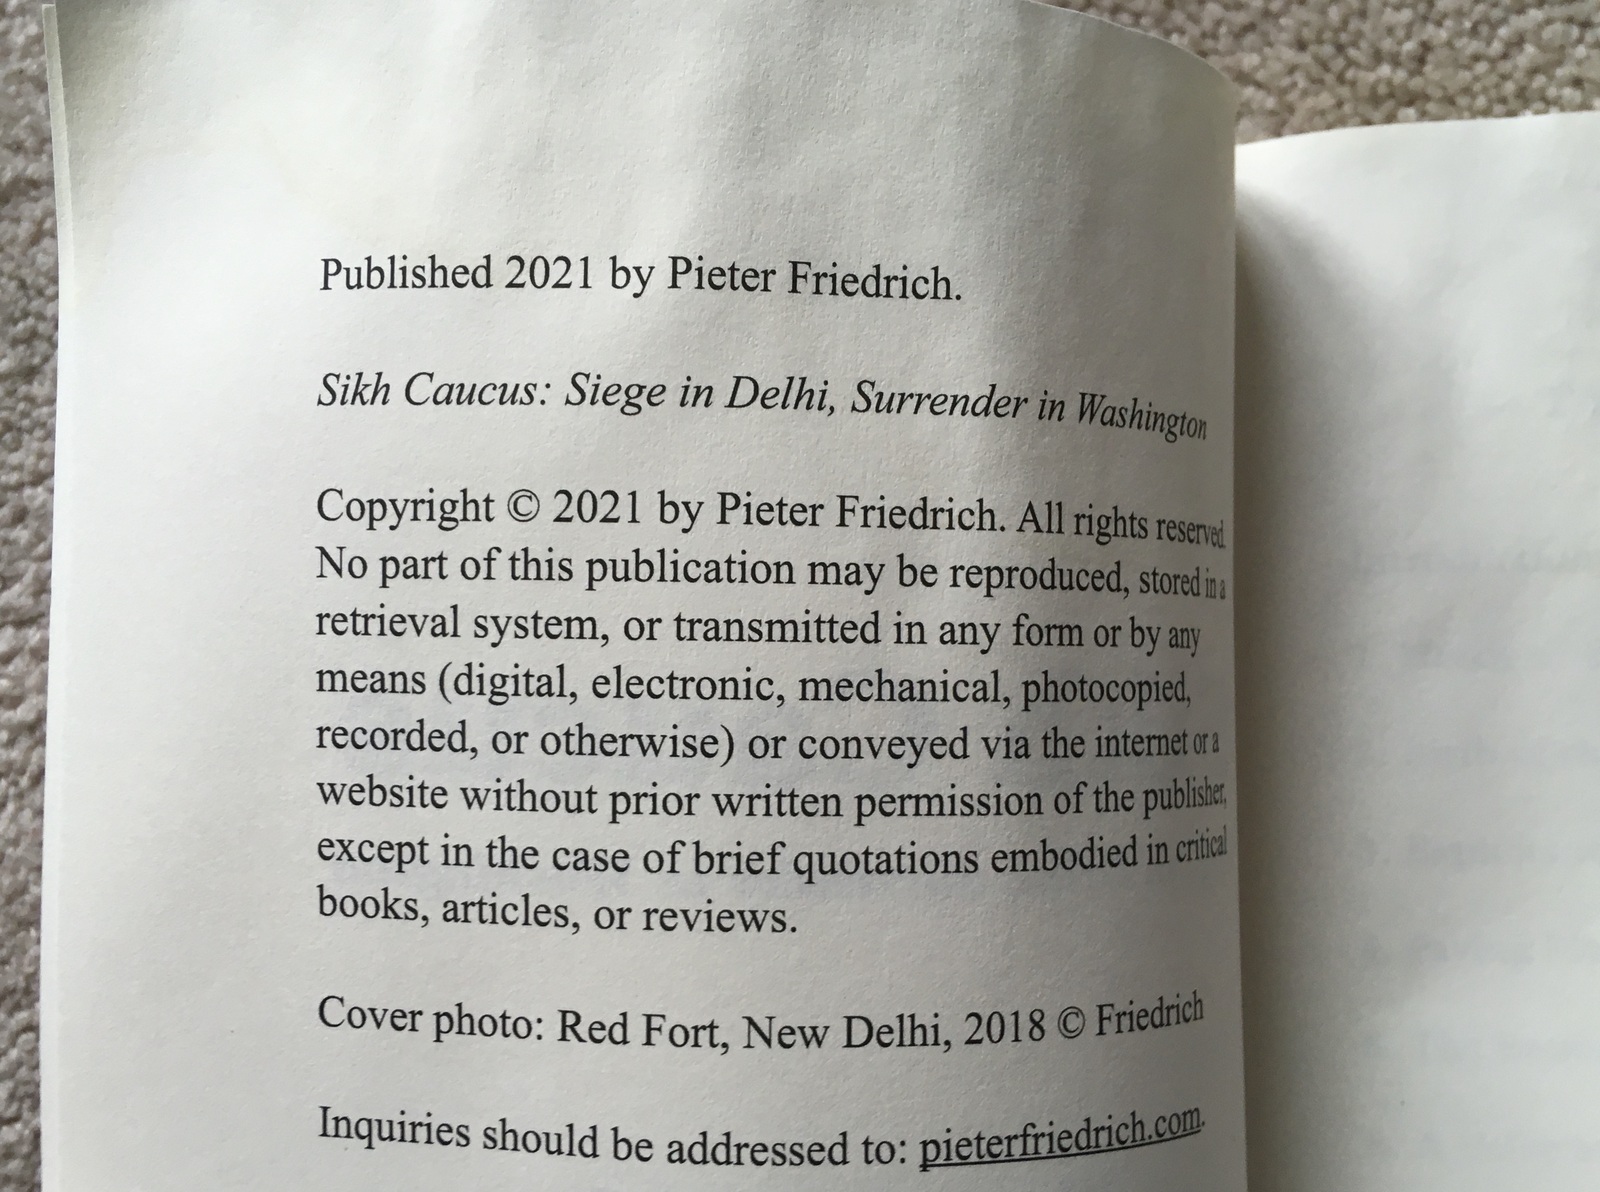 Published 2021 by Pieter Friedrich.
Sikh Caucus: Siege in Delhi, Surrender in Washington
Copyright © 2021 by Pieter Friedrich. All rights reserved.
No part of this publication may be reproduced, stored in a
retrieval system, or transmitted in any form or by any
means (digital, electronic, mechanical, photocopied,
recorded, or otherwise) or conveyed via the internet or a
website without prior written permission of the publisher,
except in the case of brief quotations embodied in critical
books, articles, or reviews.
Cover photo: Red Fort, New Delhi, 2018 © Friedrich
Inquiries should be addressed to: pieterfriedrich.com.